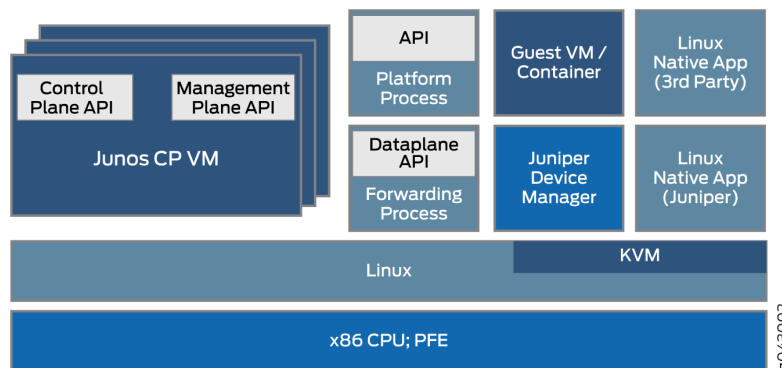 Control
Plane API
Management
Plane API
Junos CP VM
API
Platform
Process
Guest VM /
Container
Linux
Native App
(3rd Party)
Dataplane
API
Forwarding
Process
Juniper
Device
Manager
Linux
Native App
(Juniper)
Linux
KVM
x86 CPU; PFE